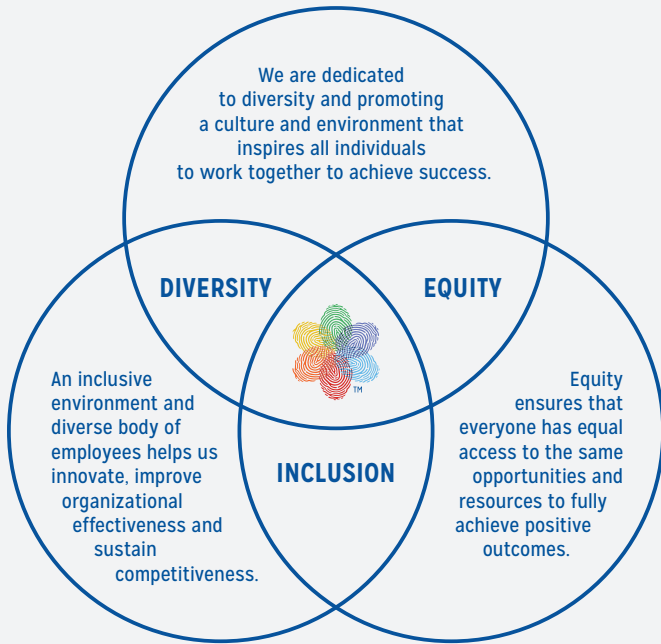 We are dedicated
to diversity and promoting
a culture and environment that
inspires all individuals
to work together to achieve success.
DIVERSITY
EQUITY
TM
An inclusive
environment and
diverse body of
employees helps us
innovate, improve
organizational
effectiveness and
sustain
competitiveness.
INCLUSION
Equity
ensures that
everyone has equal
access to the same
opportunities and
resources to fully
achieve positive
outcomes.